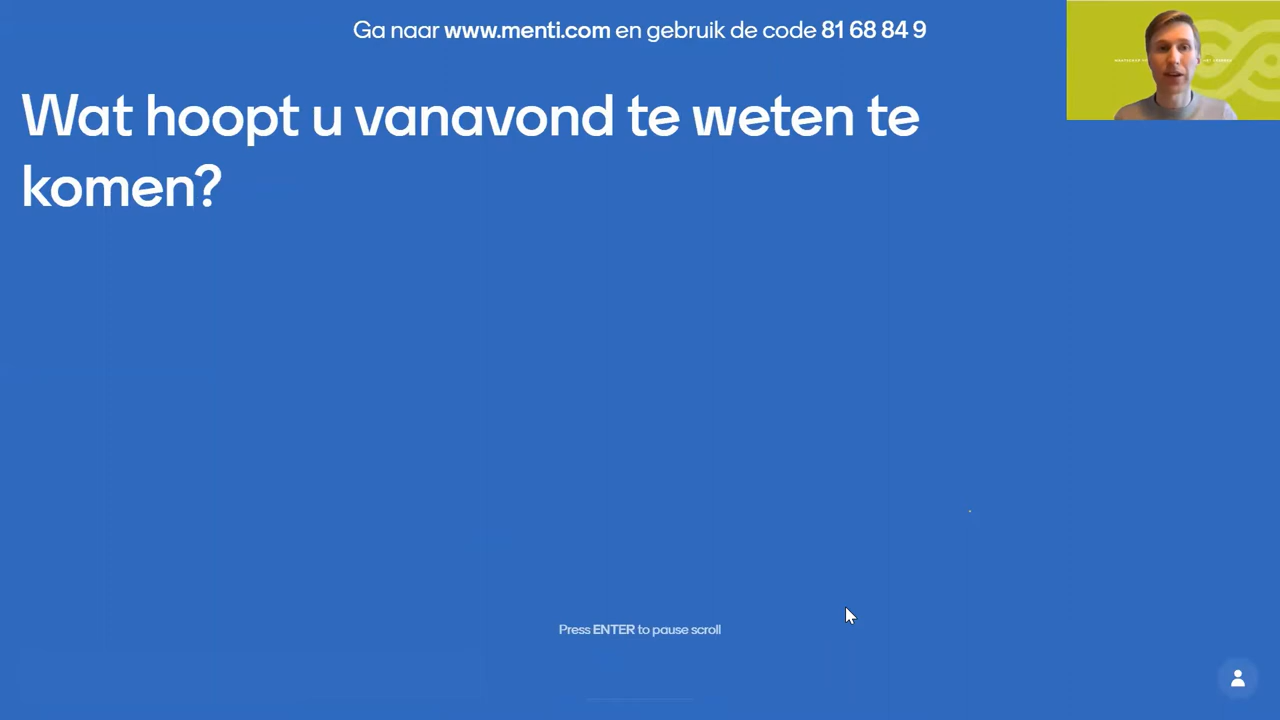 Ga naar www.menti.com en gebruik de code 81 68 84 9
Wat hoopt u vanavond te weten te
komen?
Press ENTER to pause scroll